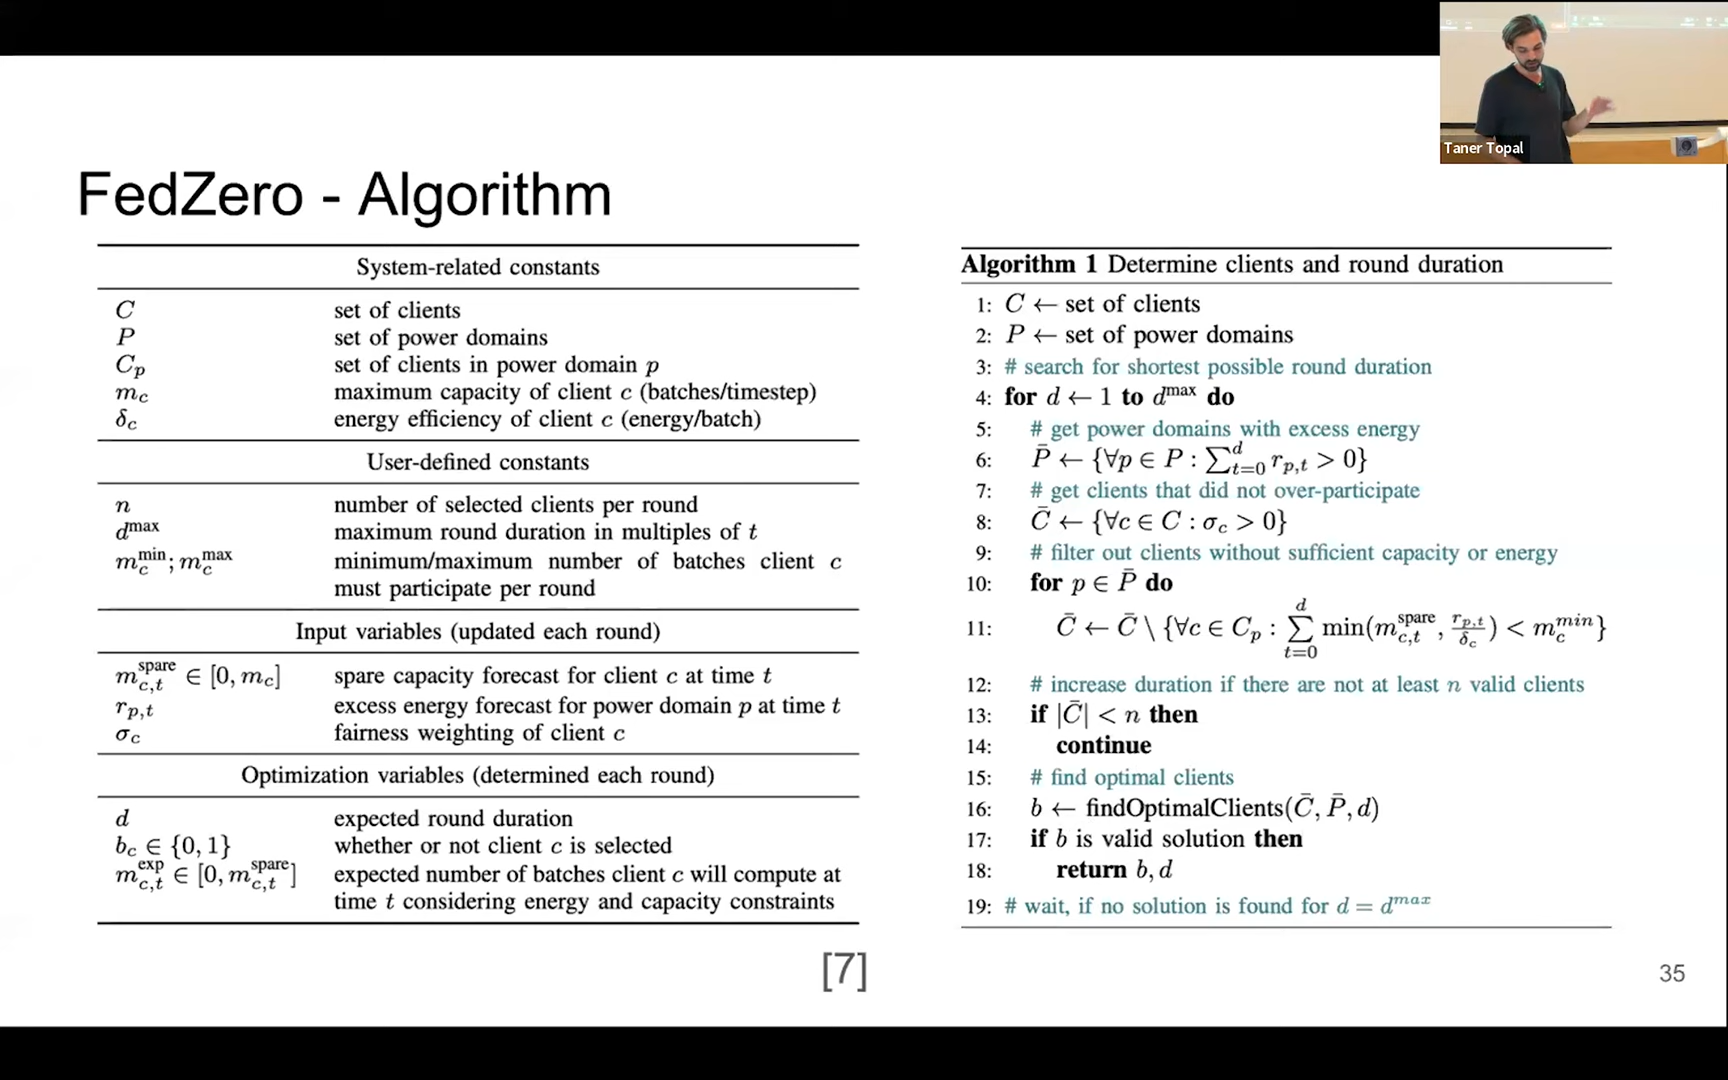 Taner Topal
FedZero - Algorithm
System-related constants
C set of clients
P set of power domains
C_p set of clients in power domain p
m_c maximum capacity of client c (batches/timestep)
δ_c energy efficiency of client c (energy/batch)
User-defined constants
n number of selected clients per round
d^max maximum round duration in multiples of t
m_c^min; m_c^max minimum/maximum number of batches client c
must participate per round
Input variables (updated each round)
m_{c,t}^spare ∈ [0, m_c] spare capacity forecast for client c at time t
r_{p,t} excess energy forecast for power domain p at time t
σ_c fairness weighting of client c
Optimization variables (determined each round)
d expected round duration
b_c ∈ {0, 1} whether or not client c is selected
m_{c,t}^exp ∈ [0, m_{c,t}^spare] expected number of batches client c will compute at
time t considering energy and capacity constraints
[7]
Algorithm 1 Determine clients and round duration
1: C ← set of clients
2: P ← set of power domains
3: # search for shortest possible round duration
4: for d ← 1 to d^max do
5: # get power domains with excess energy
6: P̄ ← {∀p ∈ P : ∑_{t=0}^d r_{p,t} > 0}
7: # get clients that did not over-participate
8: C̄ ← {∀c ∈ C : σ_c > 0}
9: # filter out clients without sufficient capacity or energy
10: for p ∈ P̄ do
11: C̄ ← C̄ \ {∀c ∈ C_p : ∑_{t=0}^d min(m_{c,t}^spare, r_{p,t}/δ_c) < m_c^min}
12: # increase duration if there are not at least n valid clients
13: if |C̄| < n then
14: continue
15: # find optimal clients
16: b ← findOptimalClients(C̄, P̄, d)
17: if b is valid solution then
18: return b, d
19: # wait, if no solution is found for d = d^max
35